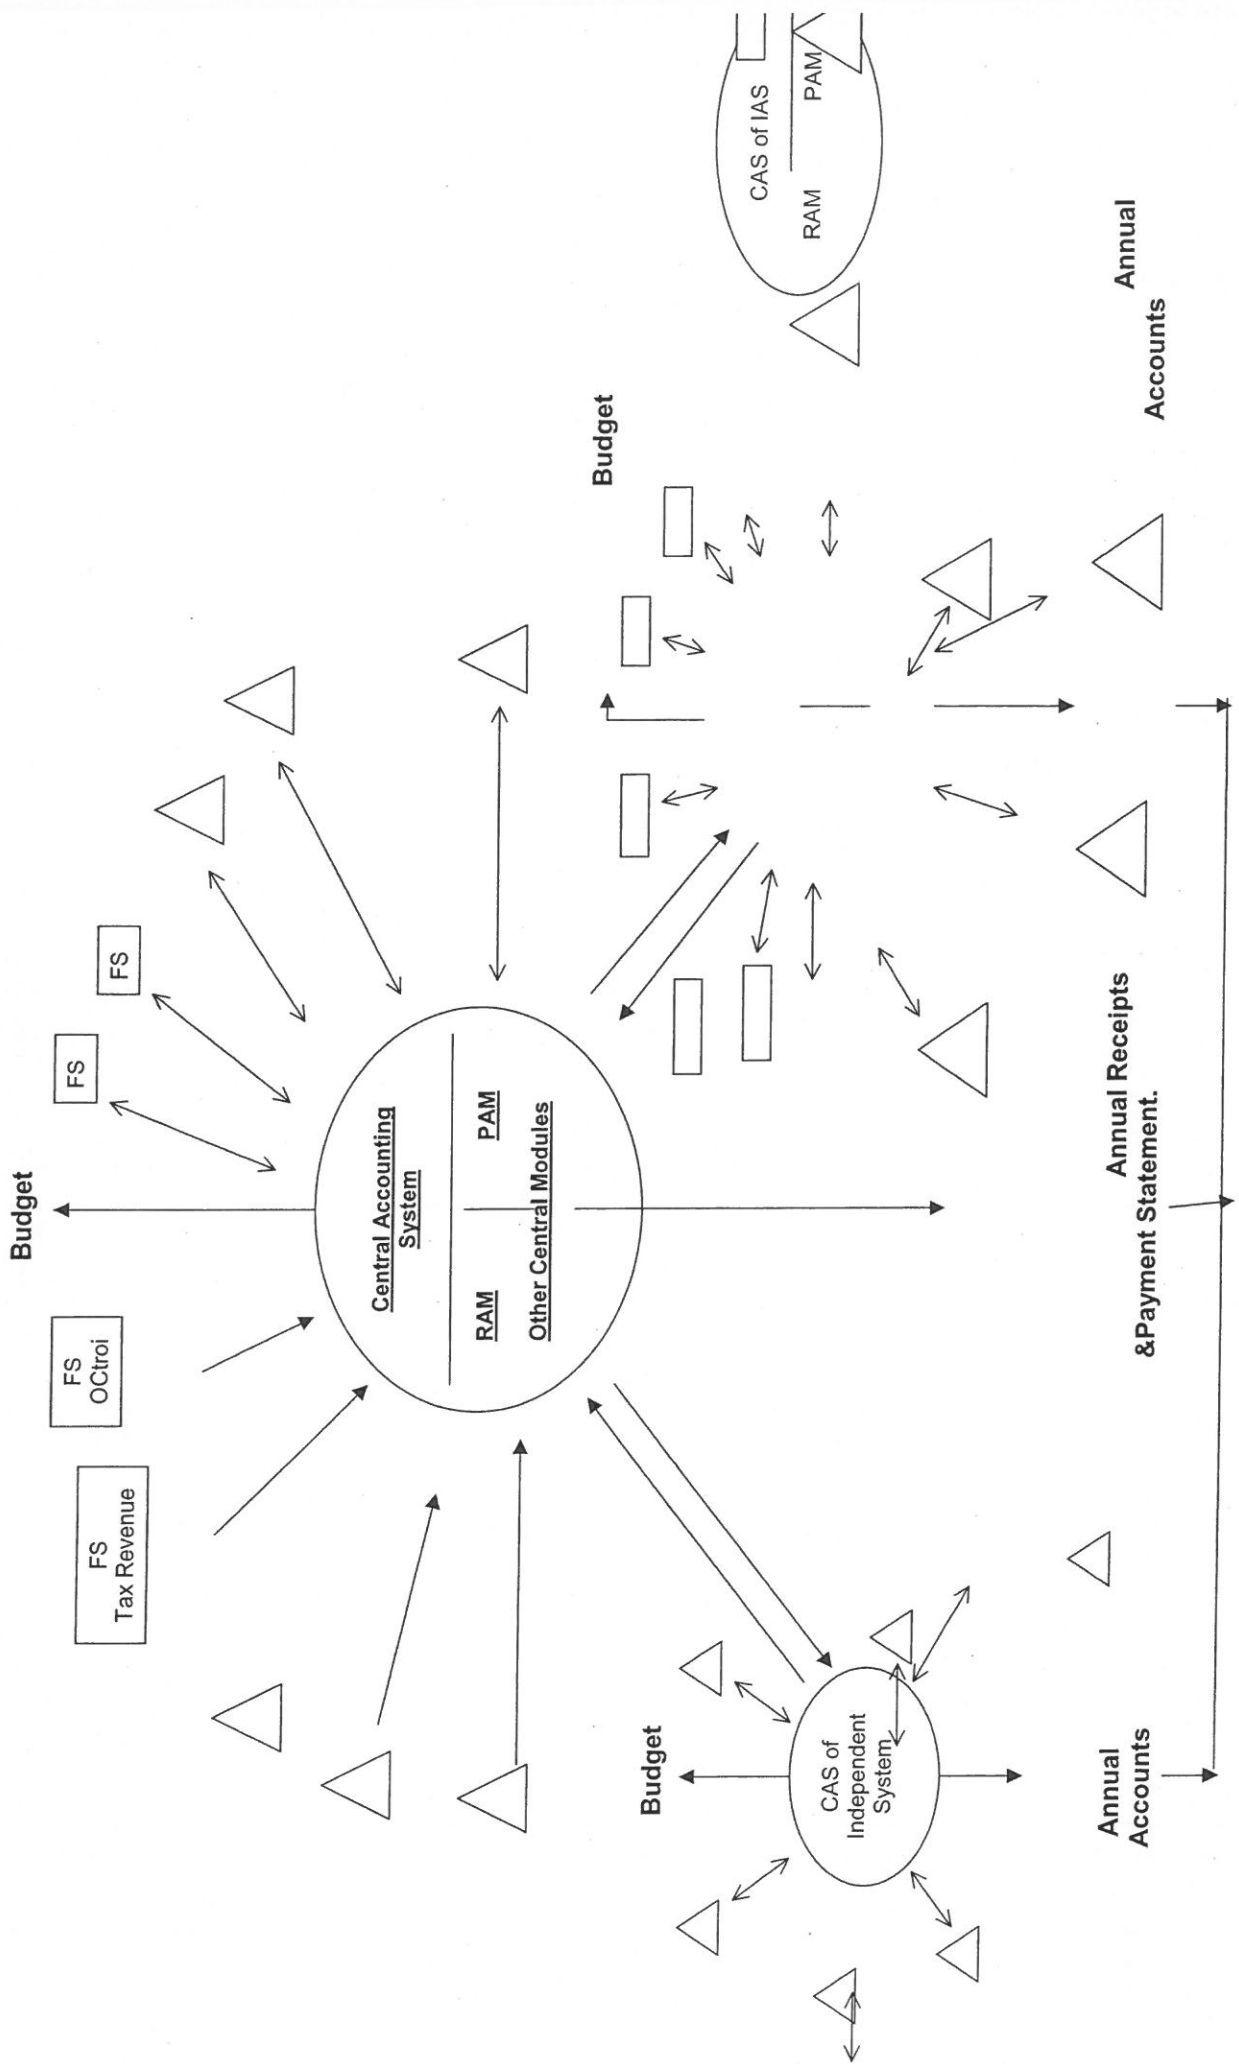 Budget
FS
Tax Revenue
FS
OCtroi
FS
FS
Central Accounting
System
RAM
PAM
Other Central Modules
Budget
CAS of
Independent
System
Annual
Accounts
Annual Receipts
&Payment Statement.
Budget
CAS of IAS
RAM
PAM
Annual
Accounts